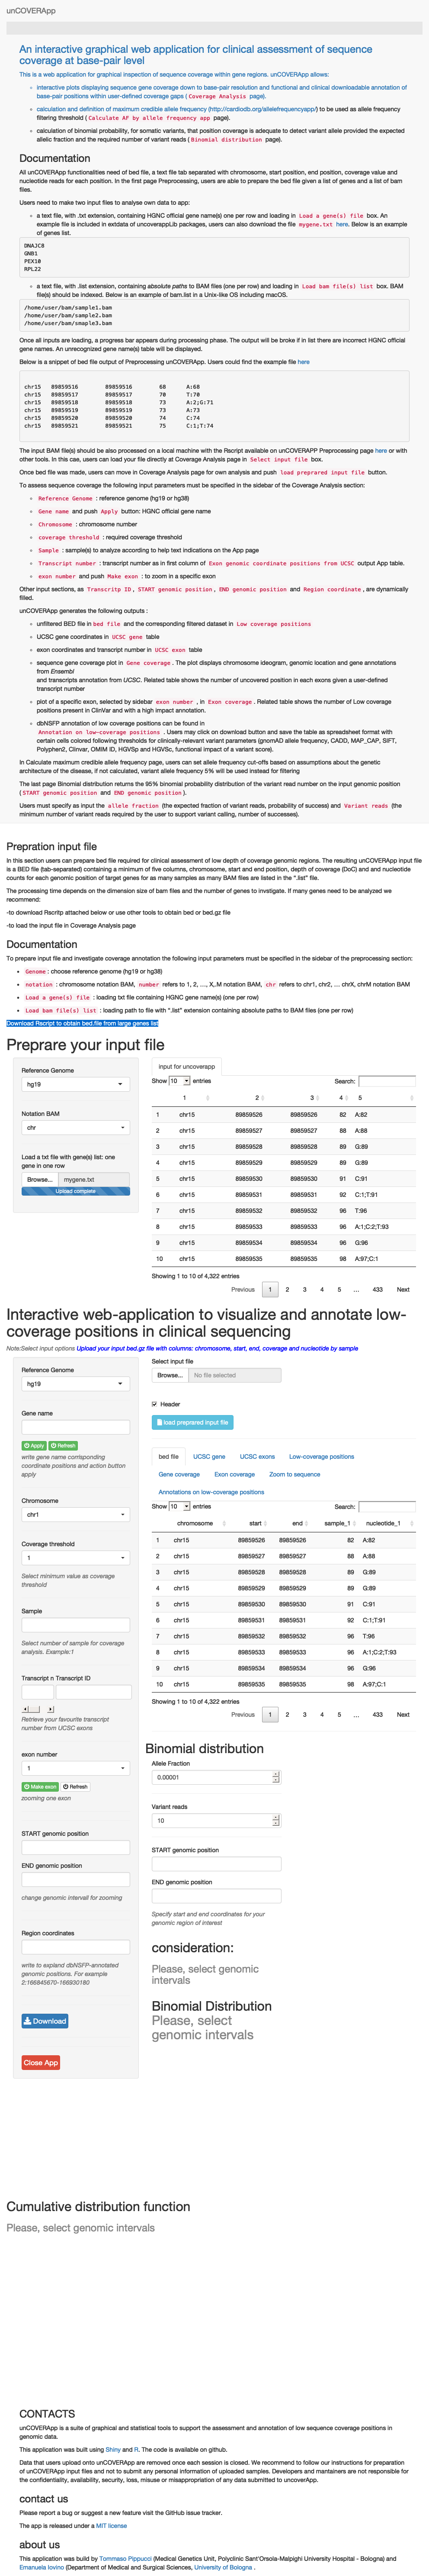 unCOVERApp
An interactive graphical web application for clinical assessment of sequence
coverage at base-pair level
This is a web application for graphical inspection of sequence coverage within gene regions. unCOVERApp allows:
interactive plots displaying sequence gene coverage down to base-pair resolution and functional and clinical downloadable annotation of
base-pair positions within user-defined coverage gaps ( Coverage Analysis page).
calculation and definition of maximum credible allele frequency (http://cardiodb.org/allelefrequencyapp/) to be used as allele frequency
filtering threshold ( Calculate AF by allele frequency app page).
calculation of binomial probability, for somatic variants, that position coverage is adequate to detect variant allele provided the expected
allelic fraction and the required number of variant reads ( Binomial distribution page).
Documentation
All unCOVERApp functionalities need of bed file, a text file tab separated with chromosome, start position, end position, coverage value and
nucleotide reads for each position. In the first page Preprocessing, users are able to prepare the bed file given a list of genes and a list of bam
files.
Users need to make two input files to analyse own data to app:
a text file, with .txt extension, containing HGNC official gene name(s) one per row and loading in Load a gene(s) file box. An
example file is included in extdata of uncoverappLib packages, users can also download the file mygene.txt here. Below is an example
of genes list.
DNAJC8
GNB1
PEX10
RPL22
a text file, with .list extension, containing absolute paths to BAM files (one per row) and loading in Load bam file(s) list box. BAM
file(s) should be indexed. Below is an example of bam.list in a Unix-like OS including macOS.
/home/user/bam/sample1.bam
/home/user/bam/sample2.bam
/home/user/bam/smaple3.bam
Once all inputs are loading, a progress bar appears during processing phase. The output will be broke if in list there are incorrect HGNC official
gene names. An unrecognized gene name(s) table will be displayed.
Below is a snippet of bed file output of Preprocessing unCOVERApp. Users could find the example file here
chr15 89859516 89859516 68 A:68
chr15 89859517 89859517 70 T:70
chr15 89859518 89859518 73 A:2;G:71
chr15 89859519 89859519 73 A:73
chr15 89859520 89859520 74 C:74
chr15 89859521 89859521 75 C:1;T:74
The input BAM file(s) should be also processed on a local machine with the Rscript available on unCOVERAPP Preprocessing page here or with
other tools. In this cae, users can load your file directly at Coverage Analysis page in Select input file box.
Once bed file was made, users can move in Coverage Analysis page for own analysis and push load preprared input file button.
To assess sequence coverage the following input parameters must be specified in the sidebar of the Coverage Analysis section:
Reference Genome : reference genome (hg19 or hg38)
Gene name and push Apply button: HGNC official gene name
Chromosome : chromosome number
coverage threshold : required coverage threshold
Sample : sample(s) to analyze according to help text indications on the App page
Transcript number : transcript number as in first column of Exon genomic coordinate positions from UCSC output App table.
exon number and push Make exon : to zoom in a specific exon
Other input sections, as Transcritp ID , START genomic position , END genomic position and Region coordinate , are dynamically
filled.
unCOVERApp generates the following outputs :
unfiltered BED file in bed file and the corresponding filtered dataset in Low coverage positions
UCSC gene coordinates in UCSC gene table
exon coordinates and transcript number in UCSC exon table
sequence gene coverage plot in Gene coverage . The plot displays chromosome ideogram, genomic location and gene annotations
from Ensembl
and transcripts annotation from UCSC. Related table shows the number of uncovered position in each exons given a user-defined
transcript number
plot of a specific exon, selected by sidebar exon number , in Exon coverage . Related table shows the number of Low coverage
positions present in ClinVar and with a high impact annotation.
dbNSFP annotation of low coverage positions can be found in
Annotation on low-coverage positions . Users may click on download button and save the table as spreadsheet format with
certain cells colored following thresholds for clinically-relevant variant parameters (gnomAD allele frequency, CADD, MAP_CAP, SIFT,
Polyphen2, Clinvar, OMIM ID, HGVSp and HGVSc, functional impact of a variant score).
In Calculate maximum credible allele frequency page, users can set allele frequency cut-offs based on assumptions about the genetic
architecture of the disease, if not calculated, variant allele frequency 5% will be used instead for filtering
The last page Binomial distribution returns the 95% binomial probability distribution of the variant read number on the input genomic position
( START genomic position and END genomic position ).
Users must specify as input the allele fraction (the expected fraction of variant reads, probability of success) and Variant reads (the
minimum number of variant reads required by the user to support variant calling, number of successes).
Prepration input file
In this section users can prepare bed file required for clinical assessment of low depth of coverage genomic regions. The resulting unCOVERApp input file
is a BED file (tab-separated) containing a minimum of five columns, chromosome, start and end position, depth of coverage (DoC) and and nucleotide
counts for each genomic position of target genes for as many samples as many BAM files are listed in the ".list" file.
The processing time depends on the dimension size of bam files and the number of genes to investigate. If many genes need to be analyzed we
recommend:
-to download RscrItp attached below or use other tools to obtain bed or bed.gz file
-to load the input file in Coverage Analysis page
Documentation
To prepare input file and investigate coverage annotation the following input parameters must be specified in the sidebar of the preprocessing section:
Genome : choose reference genome (hg19 or hg38)
notation : chromosome notation BAM, number refers to 1, 2, ..., X,.M notation BAM, chr refers to chr1, chr2, ... chrX, chrM notation BAM
Load a gene(s) file : loading txt file containing HGNC gene name(s) (one per row)
Load bam file(s) list : loading path to file with ".list" extension containing absolute paths to BAM files (one per row)
Download Rscript to obtain bed.file from large genes list
Preprare your input file
Reference Genome
hg19
Notation BAM
chr
Load a txt file with gene(s) list: one
gene in one row
Browse... mygene.txt
Upload complete
input for uncoverapp
Show 10 entries Search:
1 2 3 4 5
1 chr15 89859526 89859526 82 A:82
2 chr15 89859527 89859527 88 A:88
3 chr15 89859528 89859528 89 G:89
4 chr15 89859529 89859529 89 G:89
5 chr15 89859530 89859530 91 C:91
6 chr15 89859531 89859531 92 C:1;T:91
7 chr15 89859532 89859532 96 T:96
8 chr15 89859533 89859533 96 A:1;C:2;T:93
9 chr15 89859534 89859534 96 G:96
10 chr15 89859535 89859535 98 A:97;C:1
Showing 1 to 10 of 4,322 entries
Previous 1 2 3 4 5 ... 433 Next
Interactive web-application to visualize and annotate low-
coverage positions in clinical sequencing
Note:Select input options Upload your input bed.gz file with columns: chromosome, start, end, coverage and nucleotide by sample
Reference Genome
hg19
Gene name
Apply Refresh
write gene name corrisponding
coordinate positions and action button
apply
Chromosome
chr1
Coverage threshold
1
Select minimum value as coverage
threshold
Sample
Select number of sample for coverage
analysis. Example:1
Transcript n Transcript ID
Retrieve your favourite transcript
number from UCSC exons
exon number
1
Make exon Refresh
zooming one exon
START genomic position
END genomic position
change genomic intervall for zooming
Region coordinates
write to expland dbNSFP-annotated
genomic positions. For example
2:166845670-166930180
Download
Close App
Select input file
Browse... No file selected
Header
load preprared input file
bed file UCSC gene UCSC exons Low-coverage positions
Gene coverage Exon coverage Zoom to sequence
Annotations on low-coverage positions
Show 10 entries Search:
chromosome start end sample_1 nucleotide_1
1 chr15 89859526 89859526 82 A:82
2 chr15 89859527 89859527 88 A:88
3 chr15 89859528 89859528 89 G:89
4 chr15 89859529 89859529 89 G:89
5 chr15 89859530 89859530 91 C:91
6 chr15 89859531 89859531 92 C:1;T:91
7 chr15 89859532 89859532 96 T:96
8 chr15 89859533 89859533 96 A:1;C:2;T:93
9 chr15 89859534 89859534 96 G:96
10 chr15 89859535 89859535 98 A:97;C:1
Showing 1 to 10 of 4,322 entries
Previous 1 2 3 4 5 ... 433 Next
Binomial distribution
Allele Fraction
0.00001
Variant reads
10
START genomic position
END genomic position
Specify start and end coordinates for your
genomic region of interest
consideration:
Please, select genomic
intervals
Binomial Distribution
Please, select
genomic intervals
Cumulative distribution function
Please, select genomic intervals
CONTACTS
unCOVERApp is a suite of graphical and statistical tools to support the assessment and annotation of low sequence coverage positions in
genomic data.
This application was built using Shiny and R. The code is available on github.
Data that users upload onto unCOVERApp are removed once each session is closed. We recommend to follow our instructions for preparation
of unCOVERApp input files and not to submit any personal information of uploaded samples. Developers and mantainers are not responsible for
the confidentiality, availability, security, loss, misuse or misappropriation of any data submitted to uncoverApp.
contact us
Please report a bug or suggest a new feature visit the GitHub issue tracker.
The app is released under a MIT license
about us
This application was build by Tommaso Pippucci (Medical Genetics Unit, Polyclinic Sant'Orsola-Malpighi University Hospital - Bologna) and
Emanuela Iovino (Department of Medical and Surgical Sciences, University of Bologna .